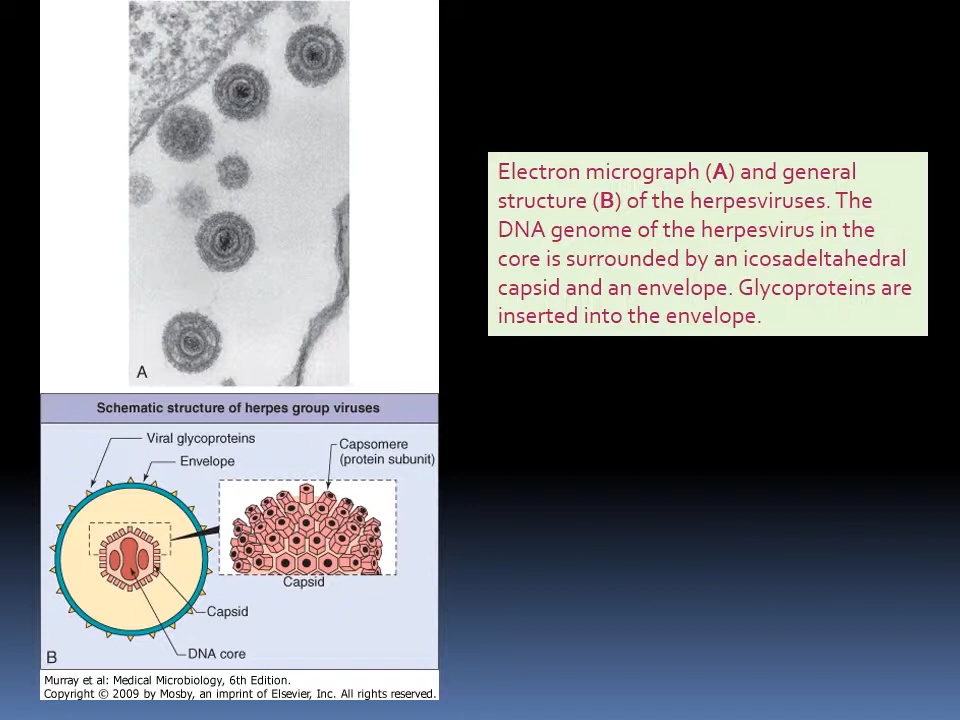 A
Electron micrograph (A) and general
structure (B) of the herpesviruses. The
DNA genome of the herpesvirus in the
core is surrounded by an icosadeltahedral
capsid and an envelope. Glycoproteins are
inserted into the envelope.
Schematic structure of herpes group viruses
Viral glycoproteins
Envelope
Capsomere
(protein subunit)
Capsid
Capsid
DNA core
B
Murray et al: Medical Microbiology, 6th Edition.
Copyright © 2009 by Mosby, an imprint of Elsevier, Inc. All rights reserved.